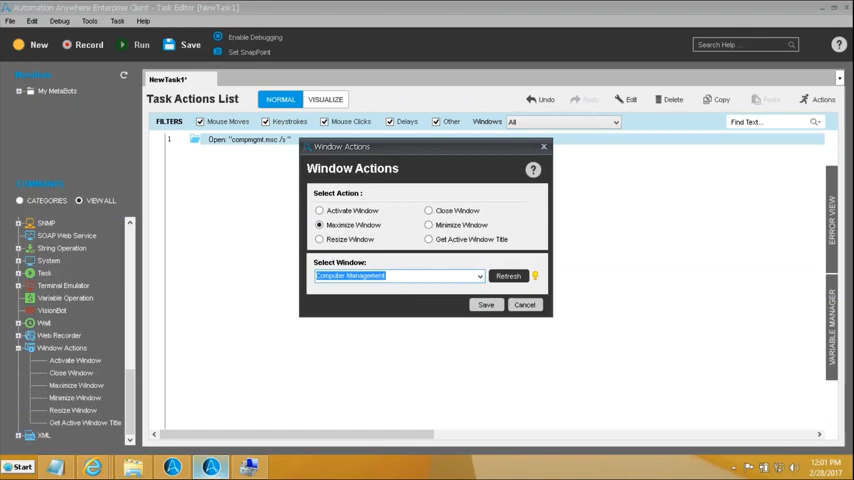 Automation Anywhere Enterprise Client - Task Editor [NewTask1]
File Edit Debug Tools Task Help
New Record Run Save
Enable Debugging
Set SnapPoint
Search Help ...
MetaBots
My MetaBots
NewTask1*
Task Actions List NORMAL VISUALIZE
Undo Redo Edit Delete Copy Paste Actions
FILTERS Mouse Moves Keystrokes Mouse Clicks Delays Other Windows All Find Text...
1 Open: "compmgmt.msc /s "
COMMANDS
CATEGORIES VIEW ALL
SNMP
SOAP Web Service
String Operation
System
Task
Terminal Emulator
Variable Operation
VisionBot
Wait
Web Recorder
Window Actions
Activate Window
Close Window
Maximize Window
Minimize Window
Resize Window
Get Active Window Title
XML
Window Actions
Window Actions
Select Action :
Activate Window Close Window
Maximize Window Minimize Window
Resize Window Get Active Window Title
Select Window:
Computer Management Refresh
Save Cancel
ERROR VIEW
VARIABLE MANAGER
Start
12:01 PM
2/28/2017